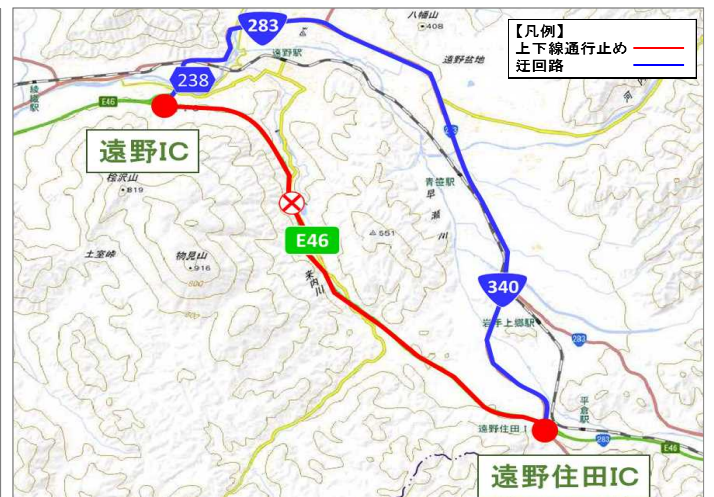 【凡例】
上下線通行止め
迂回路
八幡山
408
283
遠野駅
遠野盆地
238
綾織駅
E46
遠野IC
283
桧沢山
819
青笹駅
早瀬川
551
E46
土室峠
物見山
916
来内川
340
岩手上郷駅
283
平倉駅
遠野住田I
283
E46
遠野住田IC